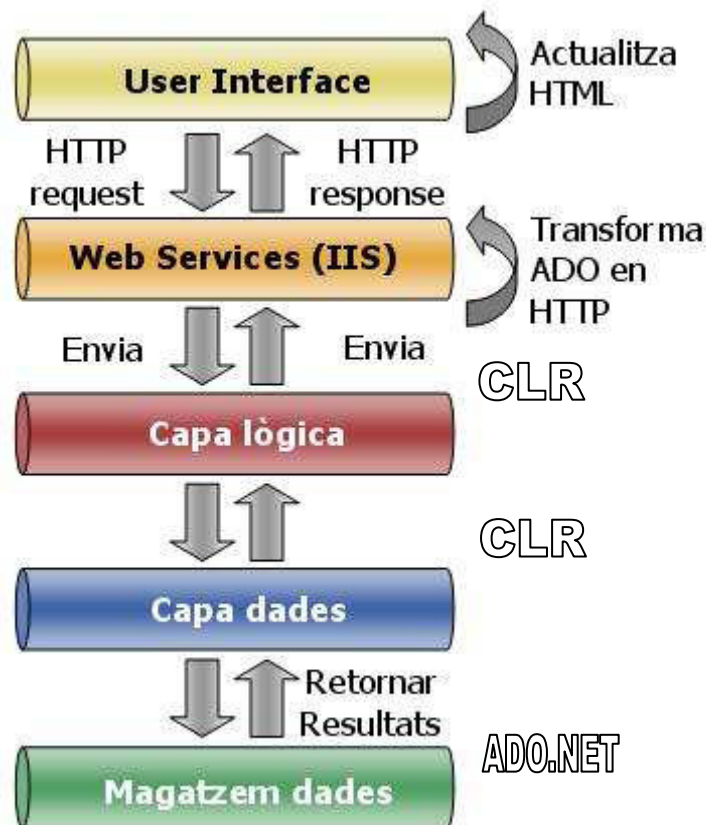 User Interface
Actualitza
HTML
HTTP
request
HTTP
response
Web Services (IIS)
Transforma
ADO en
HTTP
Envia
Envia
CLR
Capa lògica
CLR
Capa dades
Retornar
Resultats
ADO.NET
Magatzem dades